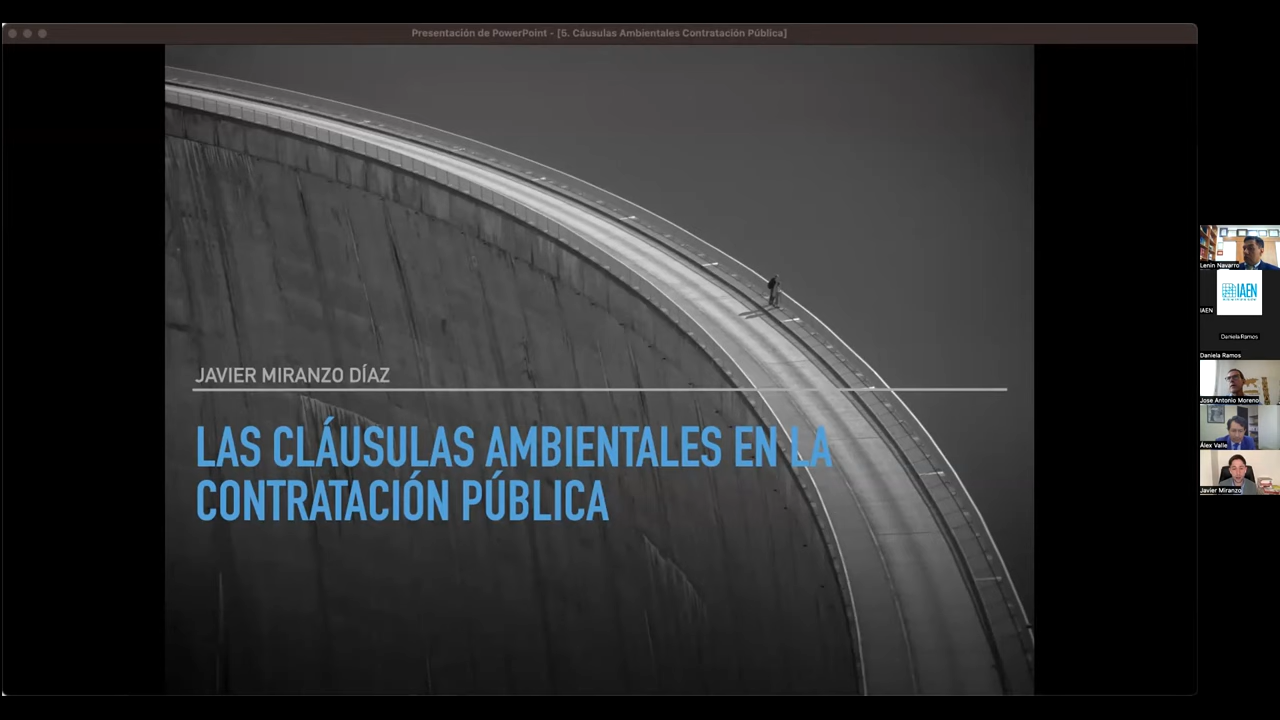 Presentación de PowerPoint - [5. Cáusulas Ambientales Contratación Pública]
JAVIER MIRANZO DÍAZ
LAS CLÁUSULAS AMBIENTALES EN LA
CONTRATACIÓN PÚBLICA
Lenin Navarro
IAEN
IAEN
Daniela Ramos
Daniela Ramos
Jose Antonio Moreno
Álex Valle
Javier Miranzo